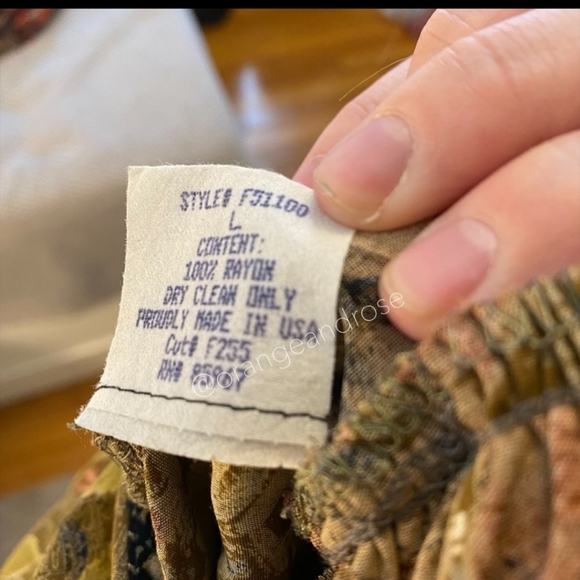 STYLE# F51100
L
CONTENT:
100% RAYON
DRY CLEAN ONLY
PROUDLY MADE IN USA
Cut# F255
RN#
@orangeandrose